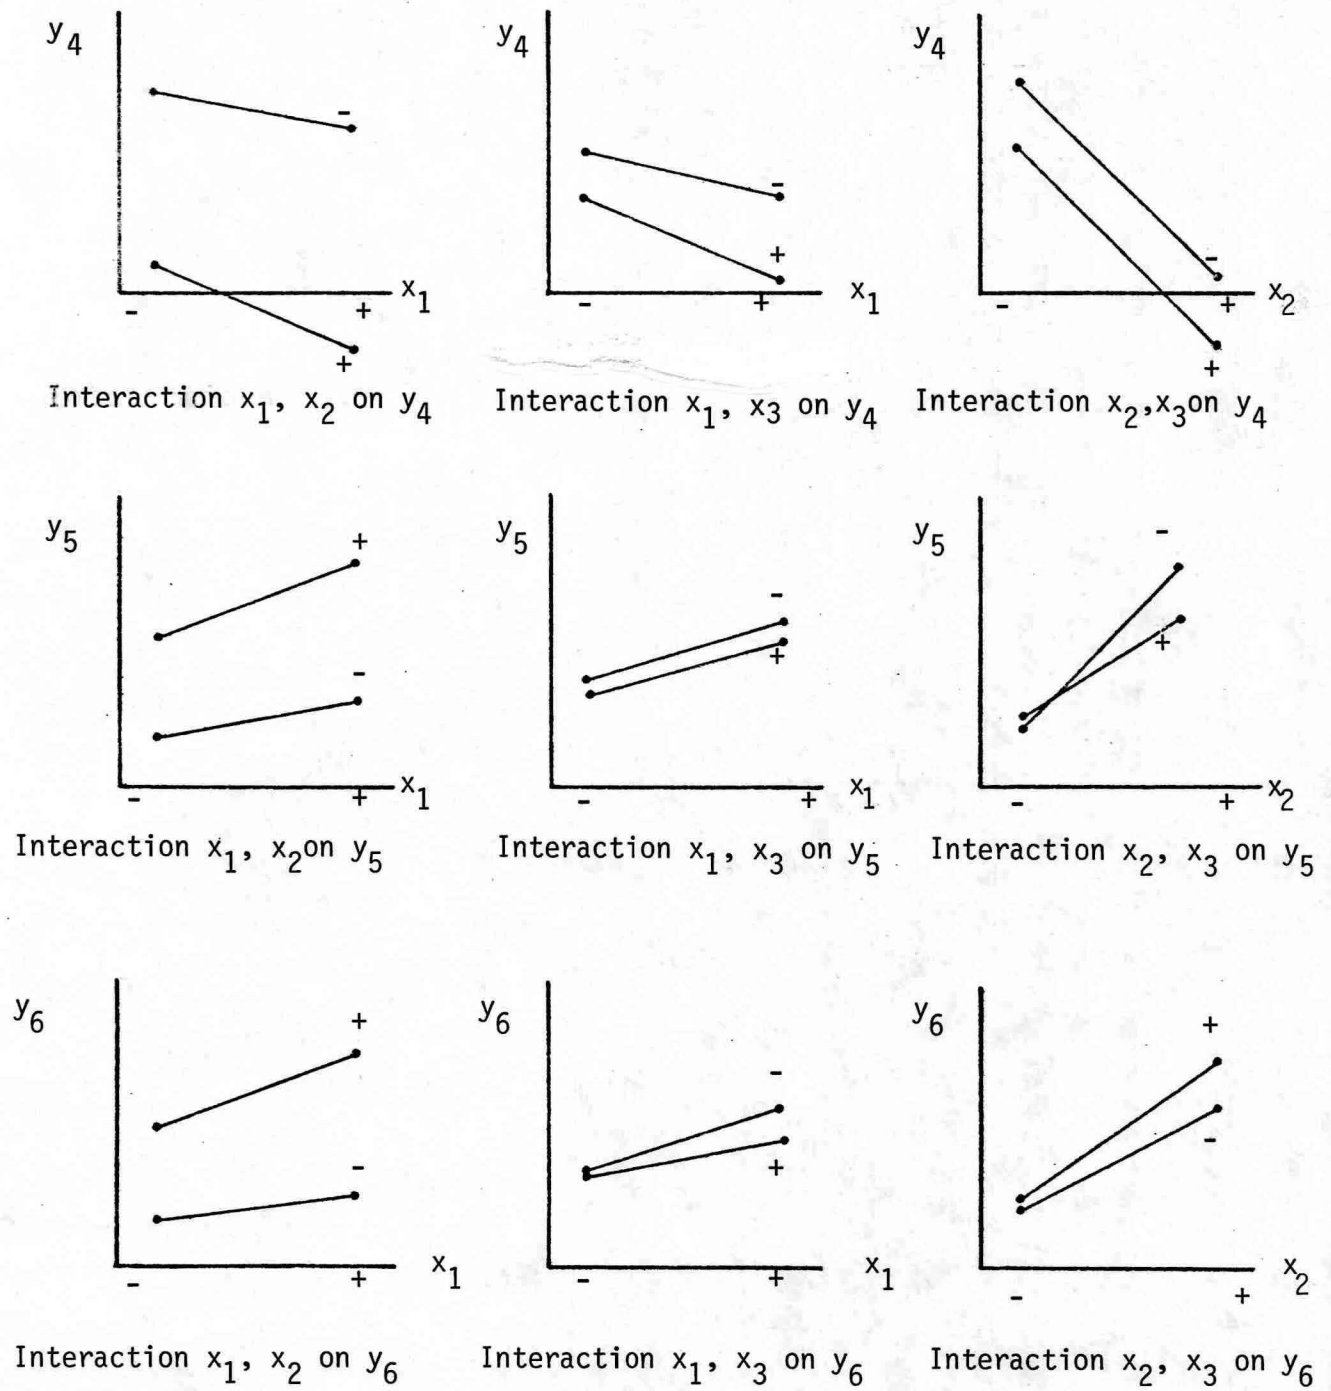 y4 y4 y4
- - -
x1 x1 x2
- + - + - +
+ + +
Interaction x1, x2 on y4 Interaction x1, x3 on y4 Interaction x2,x3on y4
y5 y5 y5
+ - -
- + +
x1 x1 x2
- + - + - +
Interaction x1, x2on y5 Interaction x1, x3 on y5 Interaction x2, x3 on y5
y6 y6 y6
+ - +
- + -
x1 x1 x2
- + - + - +
Interaction x1, x2 on y6 Interaction x1, x3 on y6 Interaction x2, x3 on y6